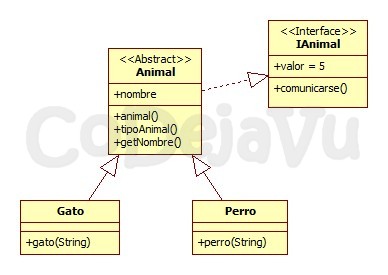 <<Interface>>
IAnimal
+valor = 5
+comunicarse()
<<Abstract>>
Animal
+nombre
+animal()
+tipoAnimal()
+getNombre()
CoDejaVu
Gato
+gato(String)
Perro
+perro(String)